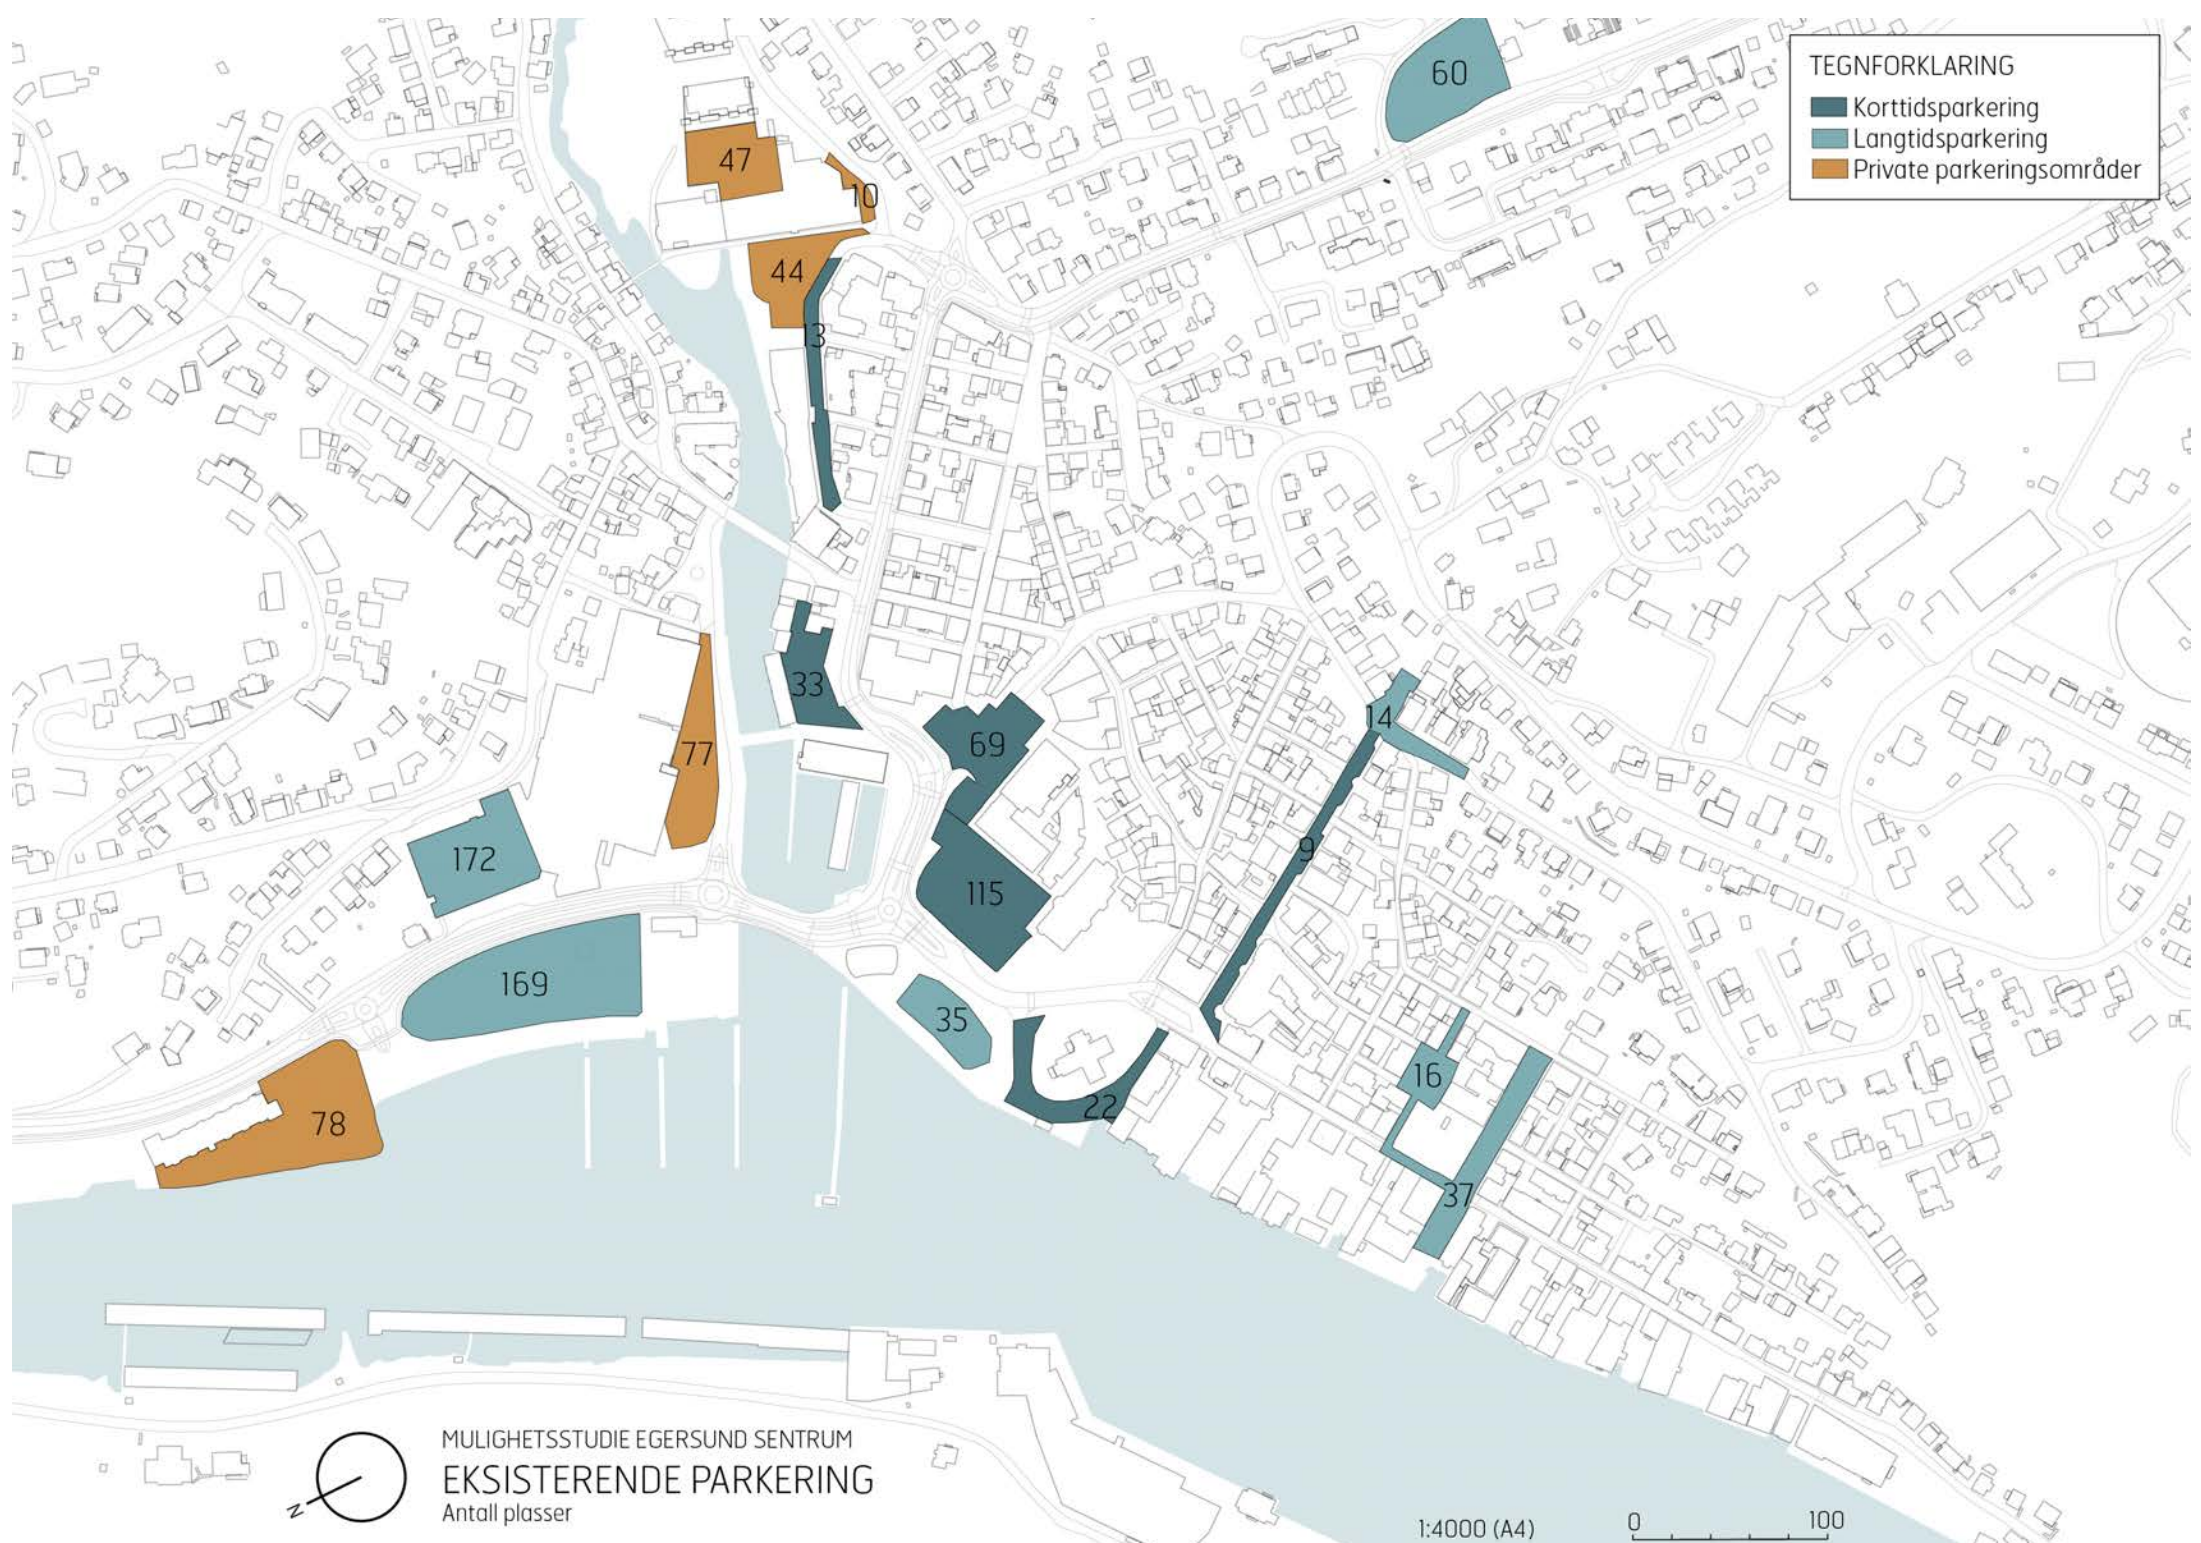 60
TEGNFORKLARING
Korttidsparkering
Langtidsparkering
Private parkeringsområder
47
10
44
13
33
14
69
77
9
172
115
169
35
16
22
78
37
MULIGHETSSTUDIE EGERSUND SENTRUM
EKSISTERENDE PARKERING
Antall plasser
N
1:4000 (A4)
0
100